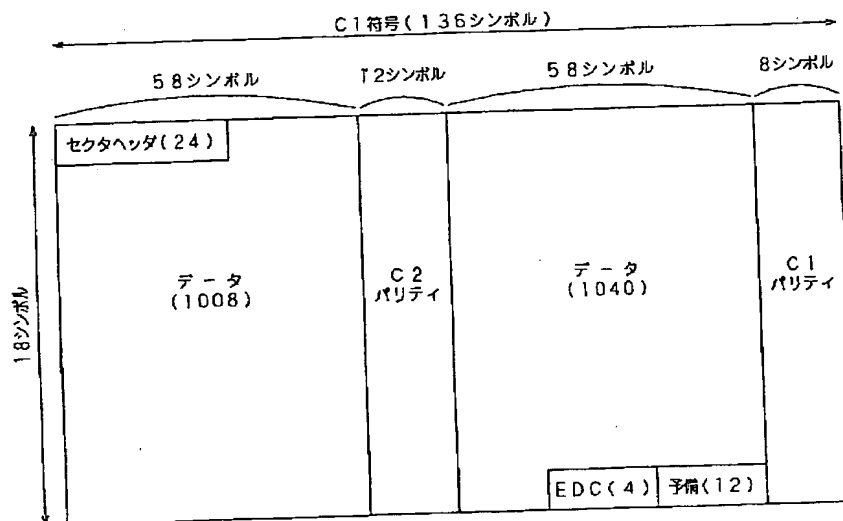 C1符号(136シンボル)
58シンボル
12シンボル
58シンボル
8シンボル
セクタヘッダ(24)
18シンボル
データ
(1008)
C2
パリティ
データ
(1040)
C1
パリティ
EDC(4)
予備(12)